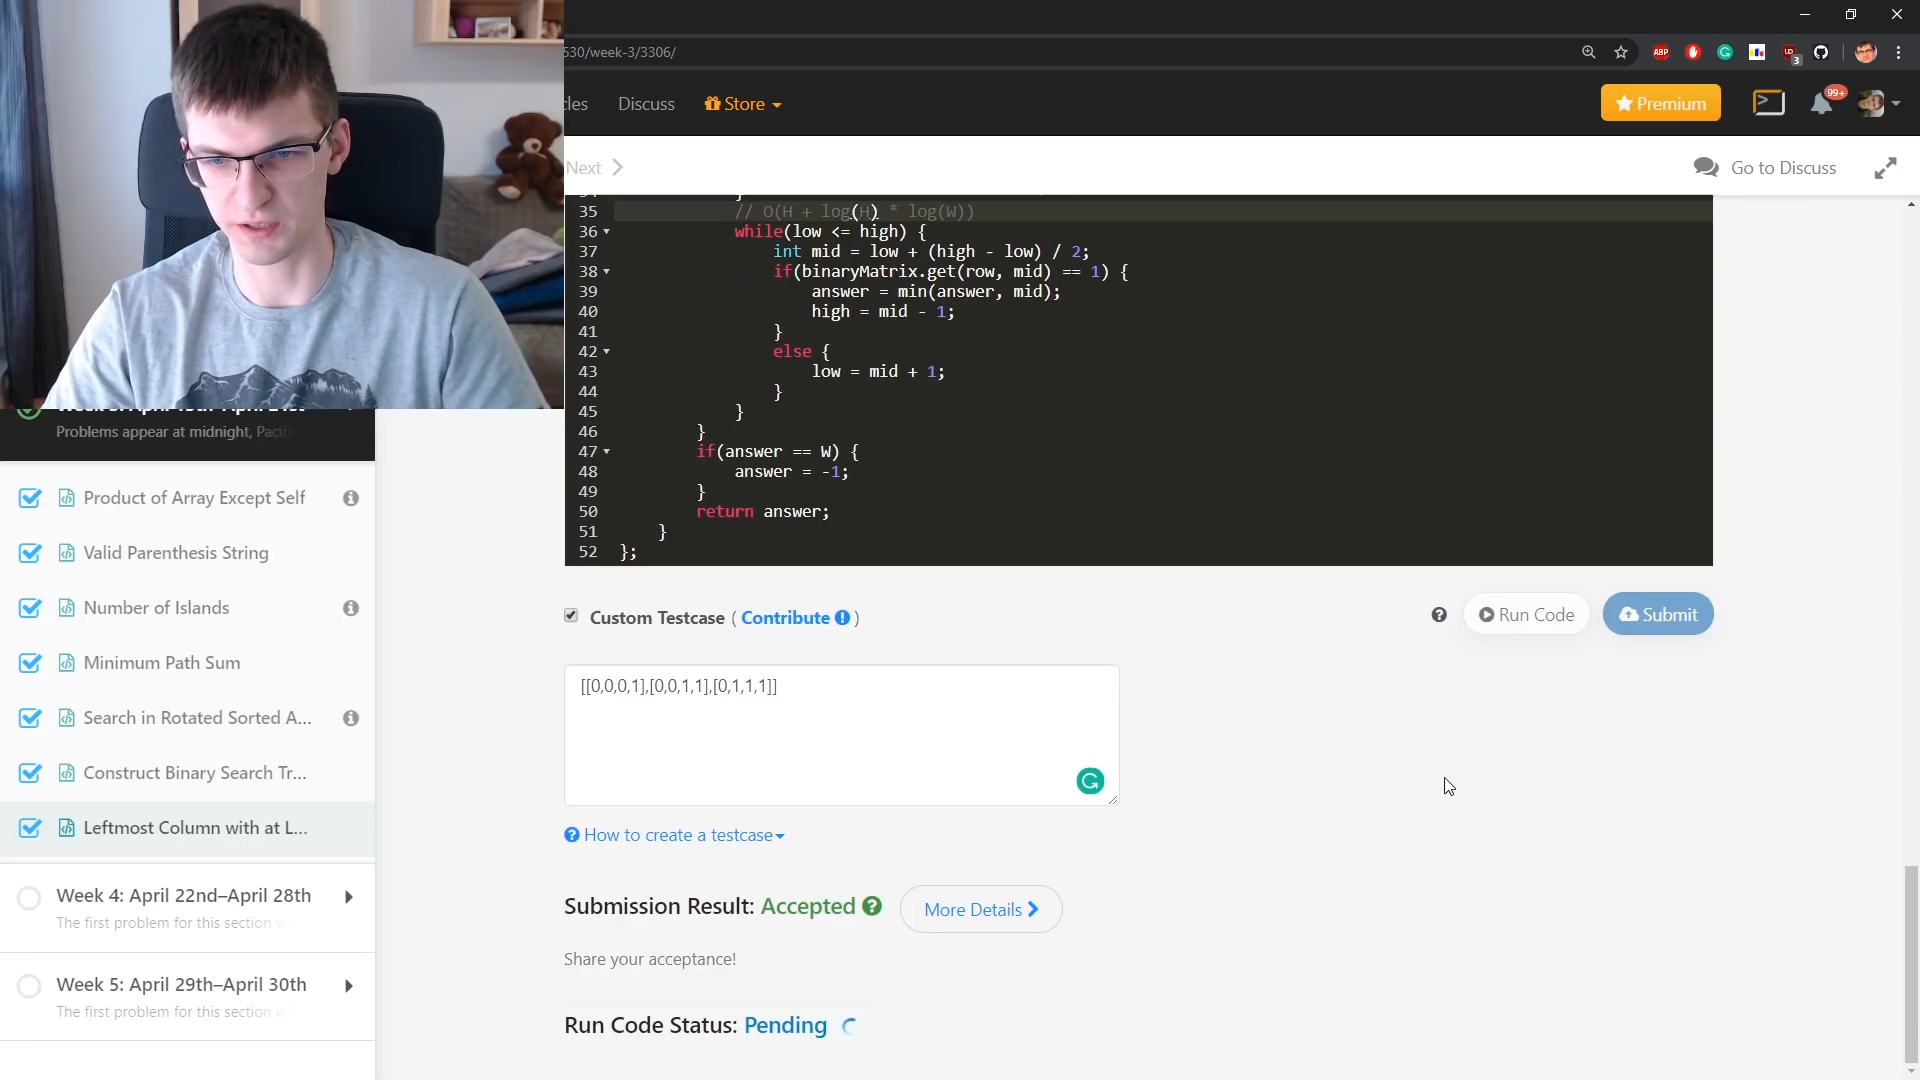 530/week-3/3306/
ABP
3
cles
Discuss
Store
Premium
99+
Next
Go to Discuss
35 // O(H + log(H) * log(W))
36 while(low <= high) {
37 int mid = low + (high - low) / 2;
38 if(binaryMatrix.get(row, mid) == 1) {
39 answer = min(answer, mid);
40 high = mid - 1;
41 }
42 else {
43 low = mid + 1;
44 }
45 }
46 }
47 if(answer == W) {
48 answer = -1;
49 }
50 return answer;
51 }
52 };
Problems appear at midnight, Pacifi
Product of Array Except Self
Valid Parenthesis String
Number of Islands
Minimum Path Sum
Search in Rotated Sorted A...
Construct Binary Search Tr...
Leftmost Column with at L...
Week 4: April 22nd–April 28th
The first problem for this section w
Week 5: April 29th–April 30th
The first problem for this section w
Custom Testcase ( Contribute )
Run Code
Submit
[[0,0,0,1],[0,0,1,1],[0,1,1,1]]
How to create a testcase
Submission Result: Accepted
More Details
Share your acceptance!
Run Code Status: Pending